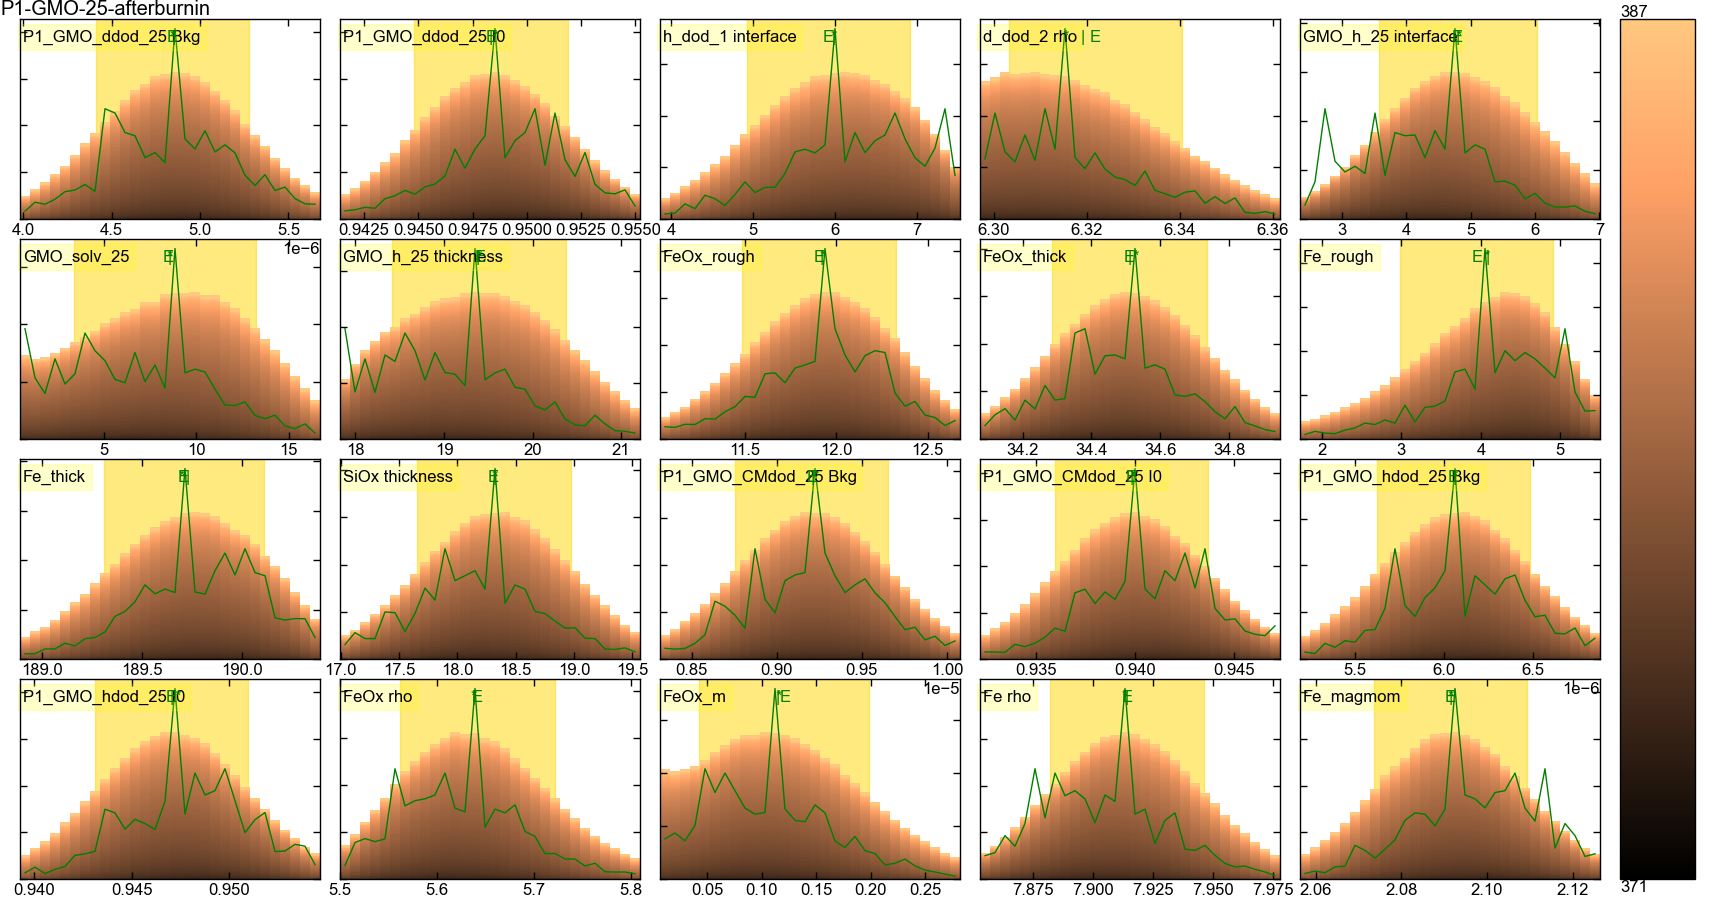 P1-GMO-25-afterburnin
387
P1_GMO_ddod_25 Bkg
P1_GMO_ddod_25 I0
h_dod_1 interface E
d_dod_2 rho | E
GMO_h_25 interface
4.0 4.5 5.0 5.5
0.9425 0.9450 0.9475 0.9500 0.9525 0.9550
4 5 6 7
6.30 6.32 6.34 6.36
3 4 5 6 7
1e-6
GMO_solv_25 E
GMO_h_25 thickness
FeOx_rough E
FeOx_thick E
Fe_rough E
5 10 15
18 19 20 21
11.5 12.0 12.5
34.2 34.4 34.6 34.8
2 3 4 5
Fe_thick E
SiOx thickness E
P1_GMO_CMdod_25 Bkg
P1_GMO_CMdod_25 I0
P1_GMO_hdod_25 Bkg
189.0 189.5 190.0
17.0 17.5 18.0 18.5 19.0 19.5
0.85 0.90 0.95 1.00
0.935 0.940 0.945
5.5 6.0 6.5
1e-5
1e-6
P1_GMO_hdod_25 I0
FeOx rho E
FeOx_m E
Fe rho E
Fe_magmom E
0.940 0.945 0.950
5.5 5.6 5.7 5.8
0.05 0.10 0.15 0.20 0.25
7.875 7.900 7.925 7.950 7.975
2.06 2.08 2.10 2.12
371